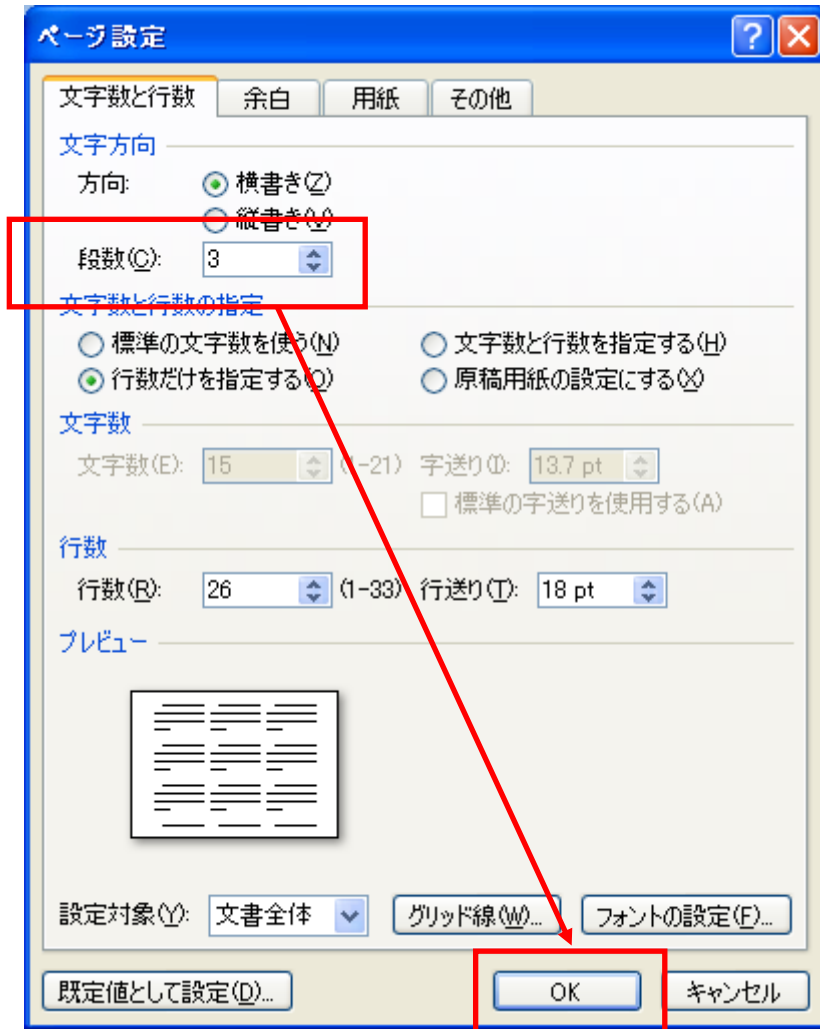 ページ設定
文字数と行数 余白 用紙 その他
文字方向
方向: 横書き(Z)
縦書き(V)
段数(C): 3
文字数と行数の指定
標準の文字数を使う(N) 文字数と行数を指定する(H)
行数だけを指定する(O) 原稿用紙の設定にする(X)
文字数
文字数(E): 15 (1-21) 字送り(I): 13.7 pt
標準の字送りを使用する(A)
行数
行数(R): 26 (1-33) 行送り(T): 18 pt
プレビュー
設定対象(Y): 文書全体 グリッド線(W)... フォントの設定(F)...
既定値として設定(D)... OK キャンセル